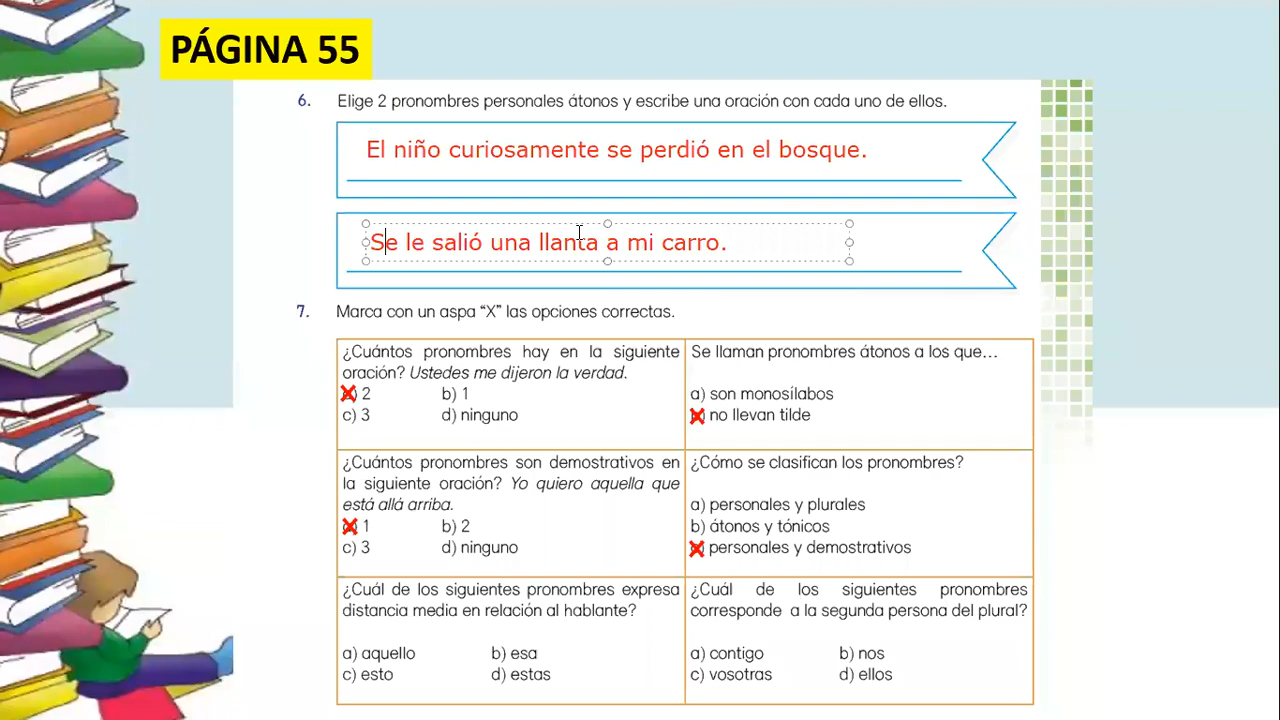 PÁGINA 55
6. Elige 2 pronombres personales átonos y escribe una oración con cada uno de ellos.
El niño curiosamente se perdió en el bosque.
Se le salió una llanta a mi carro.
7. Marca con un aspa “X” las opciones correctas.
¿Cuántos pronombres hay en la siguiente
oración? Ustedes me dijeron la verdad.
2 b) 1
c) 3 d) ninguno
Se llaman pronombres átonos a los que...
a) son monosílabos
no llevan tilde
¿Cuántos pronombres son demostrativos en
la siguiente oración? Yo quiero aquella que
está allá arriba.
1 b) 2
c) 3 d) ninguno
¿Cómo se clasifican los pronombres?
a) personales y plurales
b) átonos y tónicos
personales y demostrativos
¿Cuál de los siguientes pronombres expresa
distancia media en relación al hablante?
a) aquello b) esa
c) esto d) estas
¿Cuál de los siguientes pronombres
corresponde a la segunda persona del plural?
a) contigo b) nos
c) vosotras d) ellos